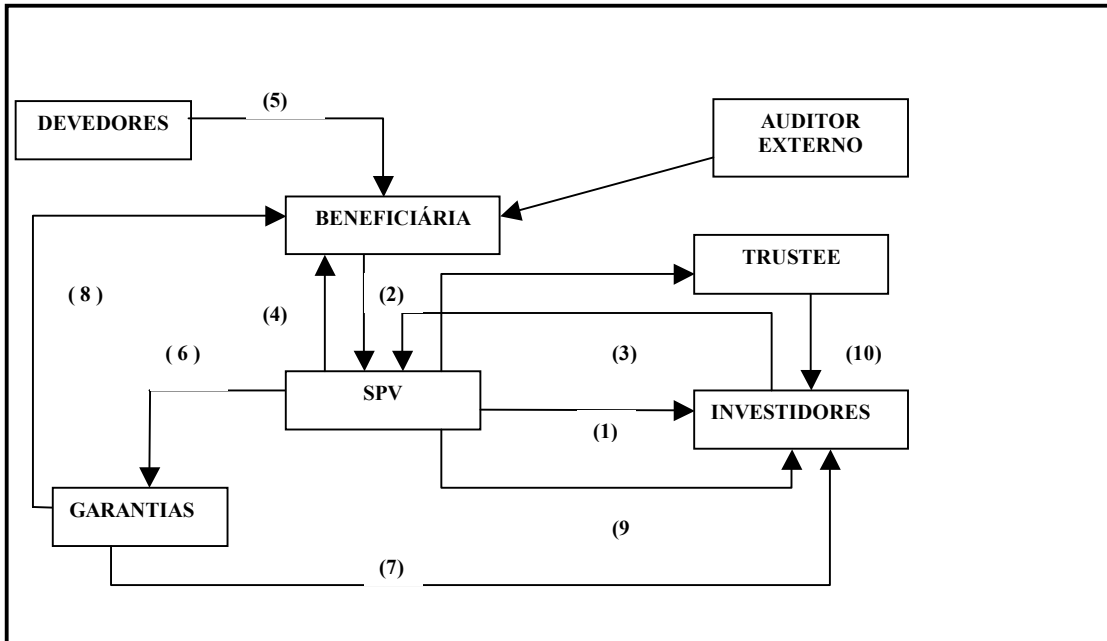 (5)
DEVEDORES
AUDITOR
EXTERNO
BENEFICIÁRIA
TRUSTEE
( 8 )
(2)
(4)
( 6 )
(3)
(10)
SPV
INVESTIDORES
(1)
GARANTIAS
(9
(7)